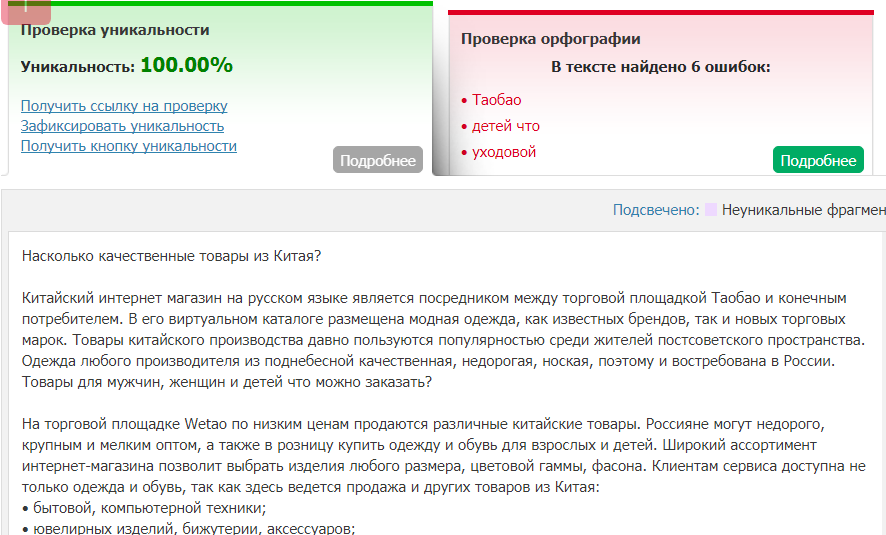 Проверка уникальности
Уникальность: 100.00%
Получить ссылку на проверку
Зафиксировать уникальность
Получить кнопку уникальности
Подробнее
Проверка орфографии
В тексте найдено 6 ошибок:
• Таобао
• детей что
• уходовой
Подробнее
Подсвечено: Неуникальные фрагмен
Насколько качественные товары из Китая?
Китайский интернет магазин на русском языке является посредником между торговой площадкой Таобао и конечным
потребителем. В его виртуальном каталоге размещена модная одежда, как известных брендов, так и новых торговых
марок. Товары китайского производства давно пользуются популярностью среди жителей постсоветского пространства.
Одежда любого производителя из поднебесной качественная, недорогая, ноская, поэтому и востребована в России.
Товары для мужчин, женщин и детей что можно заказать?
На торговой площадке Wetao по низким ценам продаются различные китайские товары. Россияне могут недорого,
крупным и мелким оптом, а также в розницу купить одежду и обувь для взрослых и детей. Широкий ассортимент
интернет-магазина позволит выбрать изделия любого размера, цветовой гаммы, фасона. Клиентам сервиса доступна не
только одежда и обувь, так как здесь ведется продажа и других товаров из Китая:
• бытовой, компьютерной техники;
• ювелирных изделий, бижутерии, аксессуаров;